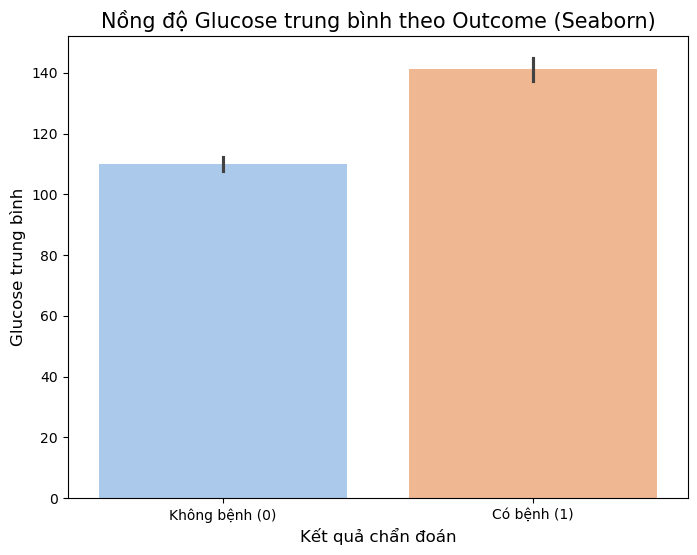 Nồng độ Glucose trung bình theo Outcome (Seaborn)
Glucose trung bình
140
120
100
80
60
40
20
0
Không bệnh (0)
Có bệnh (1)
Kết quả chẩn đoán